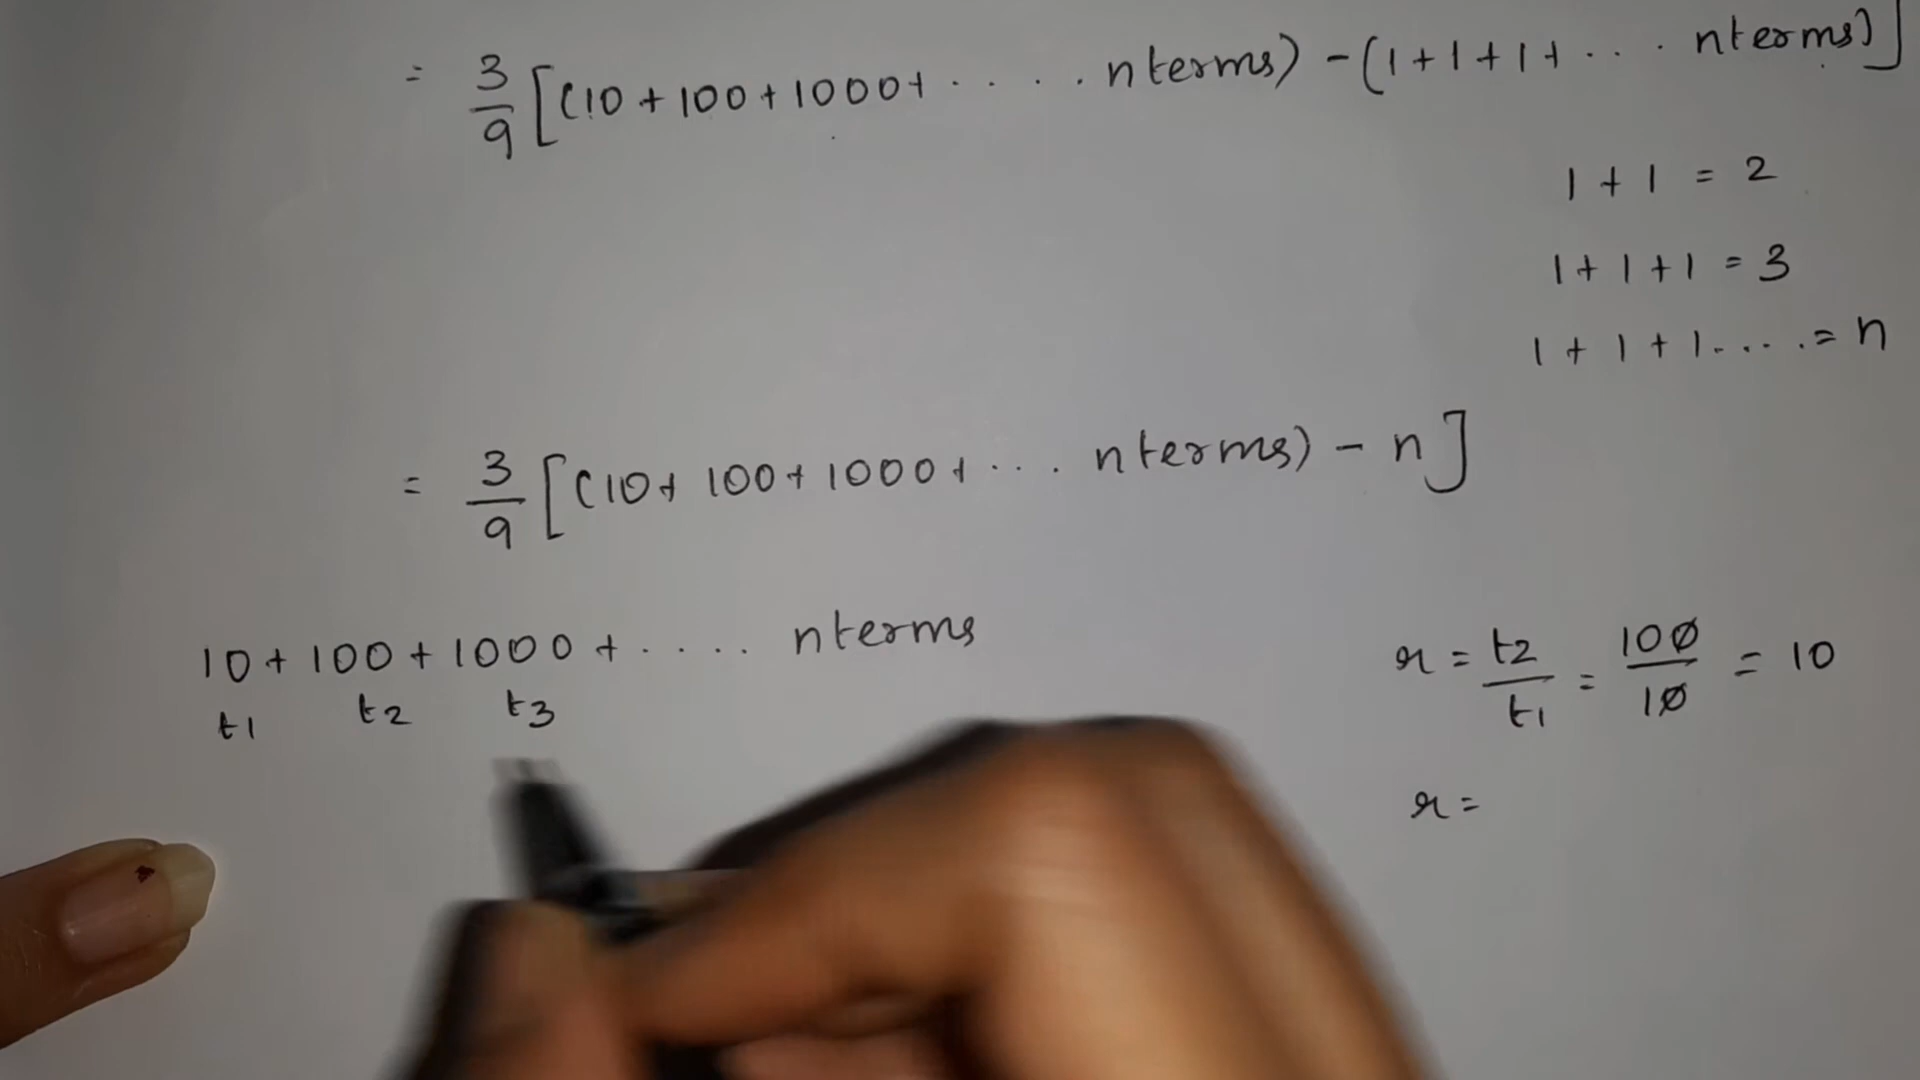 = 3/9 [(10 + 100 + 1000 + . . . . n terms) - (1 + 1 + 1 + . . . n terms)]
1 + 1 = 2
1 + 1 + 1 = 3
1 + 1 + 1 . . . . = n
= 3/9 [(10 + 100 + 1000 + . . . n terms) - n]
10 + 100 + 1000 + . . . . n terms
t1 t2 t3
r = t2/t1 = 100/10 = 10
r =